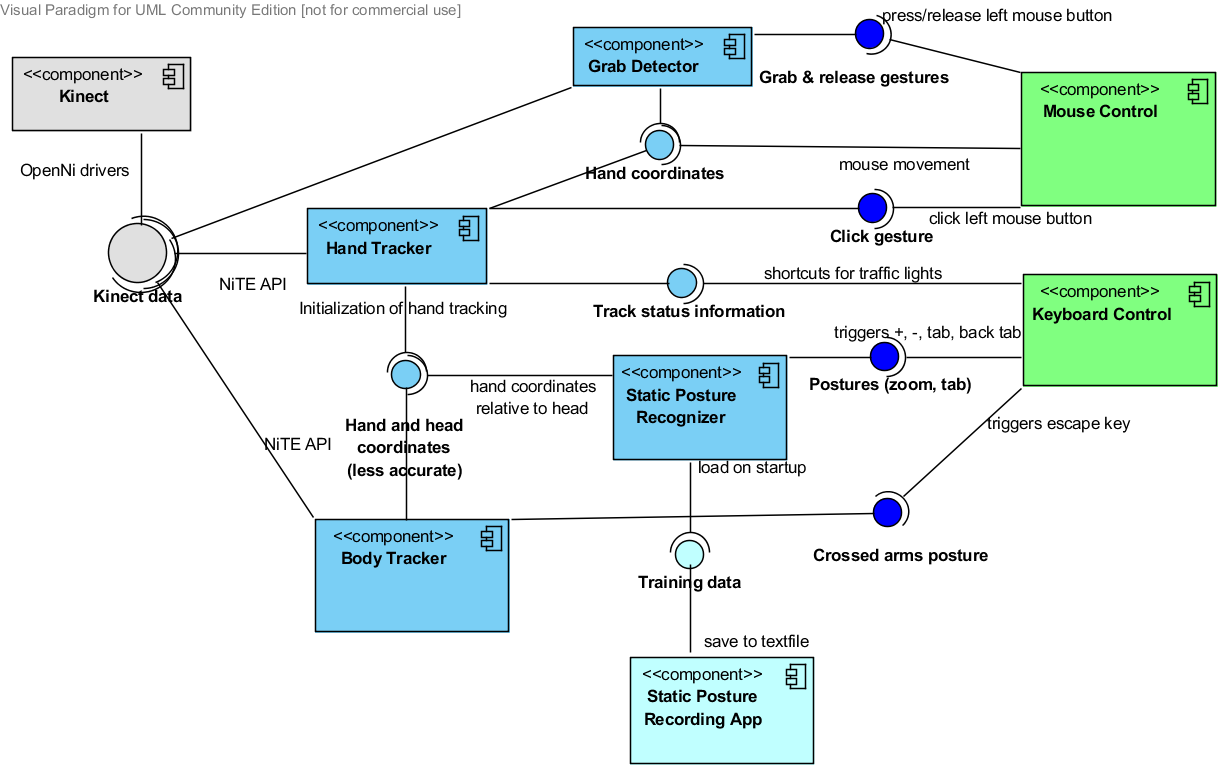 Visual Paradigm for UML Community Edition [not for commercial use]
press/release left mouse button
<<component>>
Kinect
<<component>>
Grab Detector
Grab & release gestures
<<component>>
Mouse Control
OpenNi drivers
Hand coordinates
mouse movement
<<component>>
Hand Tracker
click left mouse button
Click gesture
Kinect data
NiTE API
shortcuts for traffic lights
Initialization of hand tracking
Track status information
<<component>>
Keyboard Control
triggers +, -, tab, back tab
Postures (zoom, tab)
<<component>>
Static Posture
Recognizer
hand coordinates
relative to head
Hand and head
coordinates
(less accurate)
triggers escape key
NiTE API
load on startup
<<component>>
Body Tracker
Crossed arms posture
Training data
save to textfile
<<component>>
Static Posture
Recording App